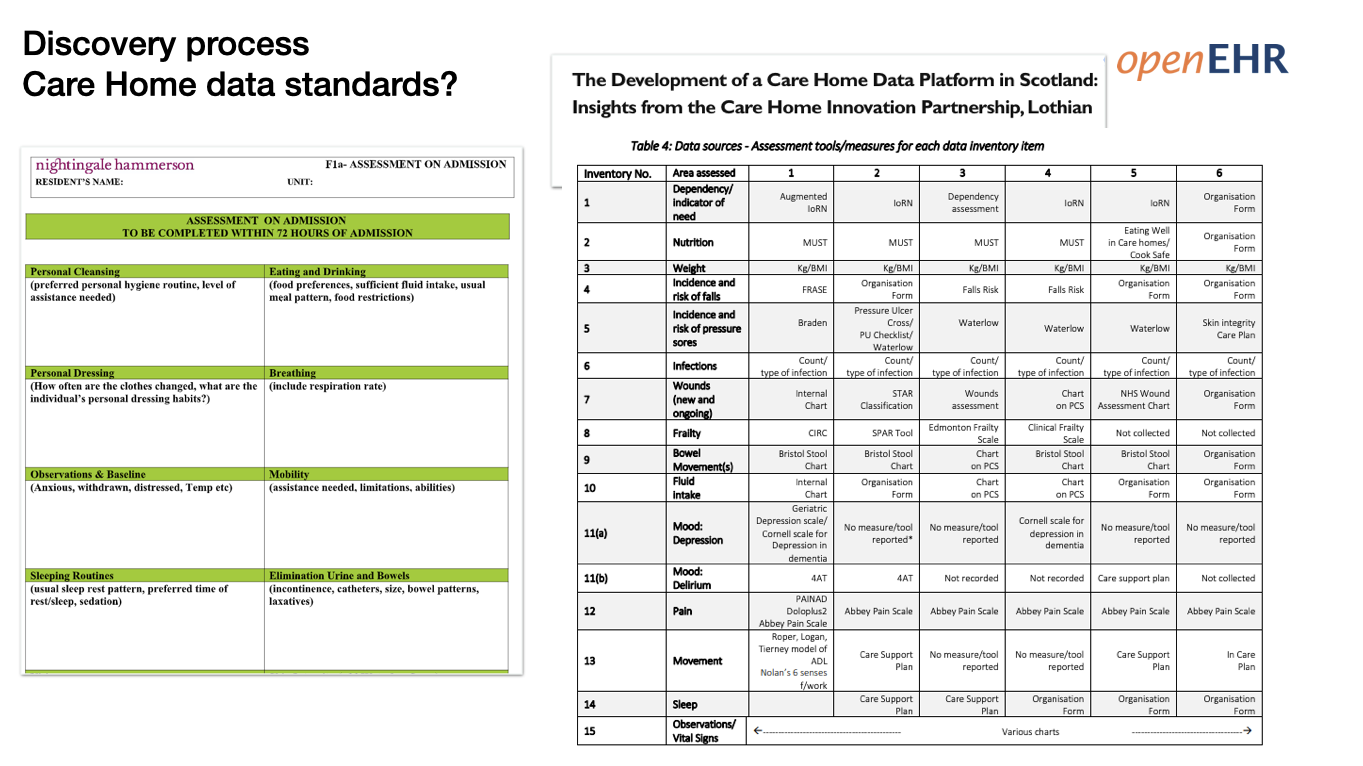 Discovery process
Care Home data standards?
openEHR
The Development of a Care Home Data Platform in Scotland:
Insights from the Care Home Innovation Partnership, Lothian
nightingale hammerson
F1a- ASSESSMENT ON ADMISSION
RESIDENT'S NAME:
UNIT:
ASSESSMENT ON ADMISSION
TO BE COMPLETED WITHIN 72 HOURS OF ADMISSION
Personal Cleansing
(preferred personal hygiene routine, level of
assistance needed)
Eating and Drinking
(food preferences, sufficient fluid intake, usual
meal pattern, food restrictions)
Personal Dressing
(How often are the clothes changed, what are the
individual's personal dressing habits?)
Breathing
(include respiration rate)
Observations & Baseline
(Anxious, withdrawn, distressed, Temp etc)
Mobility
(assistance needed, limitations, abilities)
Sleeping Routines
(usual sleep rest pattern, preferred time of
rest/sleep, sedation)
Elimination Urine and Bowels
(incontinence, catheters, size, bowel patterns,
laxatives)
Table 4: Data sources - Assessment tools/measures for each data inventory item
Inventory No. Area assessed 1 2 3 4 5 6
1
Dependency/
indicator of
need
Augmented
IoRN
IoRN
Dependency
assessment
IoRN
IoRN
Organisation
Form
2
Nutrition
MUST
MUST
MUST
MUST
Eating Well
in Care homes/
Cook Safe
Organisation
Form
3
Weight
Kg/BMI
Kg/BMI
Kg/BMI
Kg/BMI
Kg/BMI
Kg/BMI
4
Incidence and
risk of falls
FRASE
Organisation
Form
Falls Risk
Falls Risk
Organisation
Form
Organisation
Form
5
Incidence and
risk of pressure
sores
Braden
Pressure Ulcer
Cross/
PU Checklist/
Waterlow
Waterlow
Waterlow
Waterlow
Skin integrity
Care Plan
6
Infections
Count/
type of infection
Count/
type of infection
Count/
type of infection
Count/
type of infection
Count/
type of infection
Count/
type of infection
7
Wounds
(new and
ongoing)
Internal
Chart
STAR
Classification
Wounds
assessment
Chart
on PCS
NHS Wound
Assessment Chart
Organisation
Form
8
Frailty
CIRC
SPAR Tool
Edmonton Frailty
Scale
Clinical Frailty
Scale
Not collected
Not collected
9
Bowel
Movement(s)
Bristol Stool
Chart
Bristol Stool
Chart
Chart
on PCS
Bristol Stool
Chart
Bristol Stool
Chart
Organisation
Form
10
Fluid
Intake
Internal
Chart
Organisation
Form
Chart
on PCS
Chart
on PCS
Organisation
Form
Organisation
Form
11(a)
Mood:
Depression
Geriatric
Depression scale/
Cornell scale for
Depression in
dementia
No measure/tool
reported*
No measure/tool
reported
Cornell scale for
depression in
dementia
No measure/tool
reported
No measure/tool
reported
11(b)
Mood:
Delirium
4AT
4AT
Not recorded
Not recorded
Care support plan
Not collected
12
Pain
PAINAD
Doloplus2
Abbey Pain Scale
Abbey Pain Scale
Abbey Pain Scale
Abbey Pain Scale
Abbey Pain Scale
Abbey Pain Scale
13
Movement
Roper, Logan,
Tierney model of
ADL
Nolan's 6 senses
f/work
Care Support
Plan
No measure/tool
reported
No measure/tool
reported
Care Support
Plan
In Care
Plan
14
Sleep
Care Support
Plan
Care Support
Plan
Organisation
Form
Organisation
Form
Organisation
Form
15
Observations/
Vital Signs
Various charts